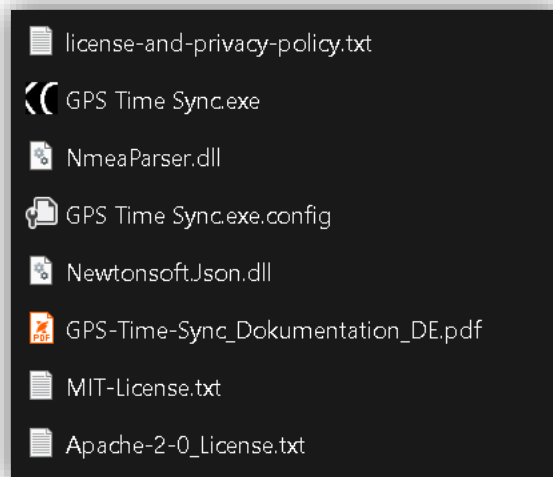 license-and-privacy-policy.txt
GPS Time Sync.exe
NmeaParser.dll
GPS Time Sync.exe.config
Newtonsoft.Json.dll
GPS-Time-Sync_Dokumentation_DE.pdf
MIT-License.txt
Apache-2-0_License.txt